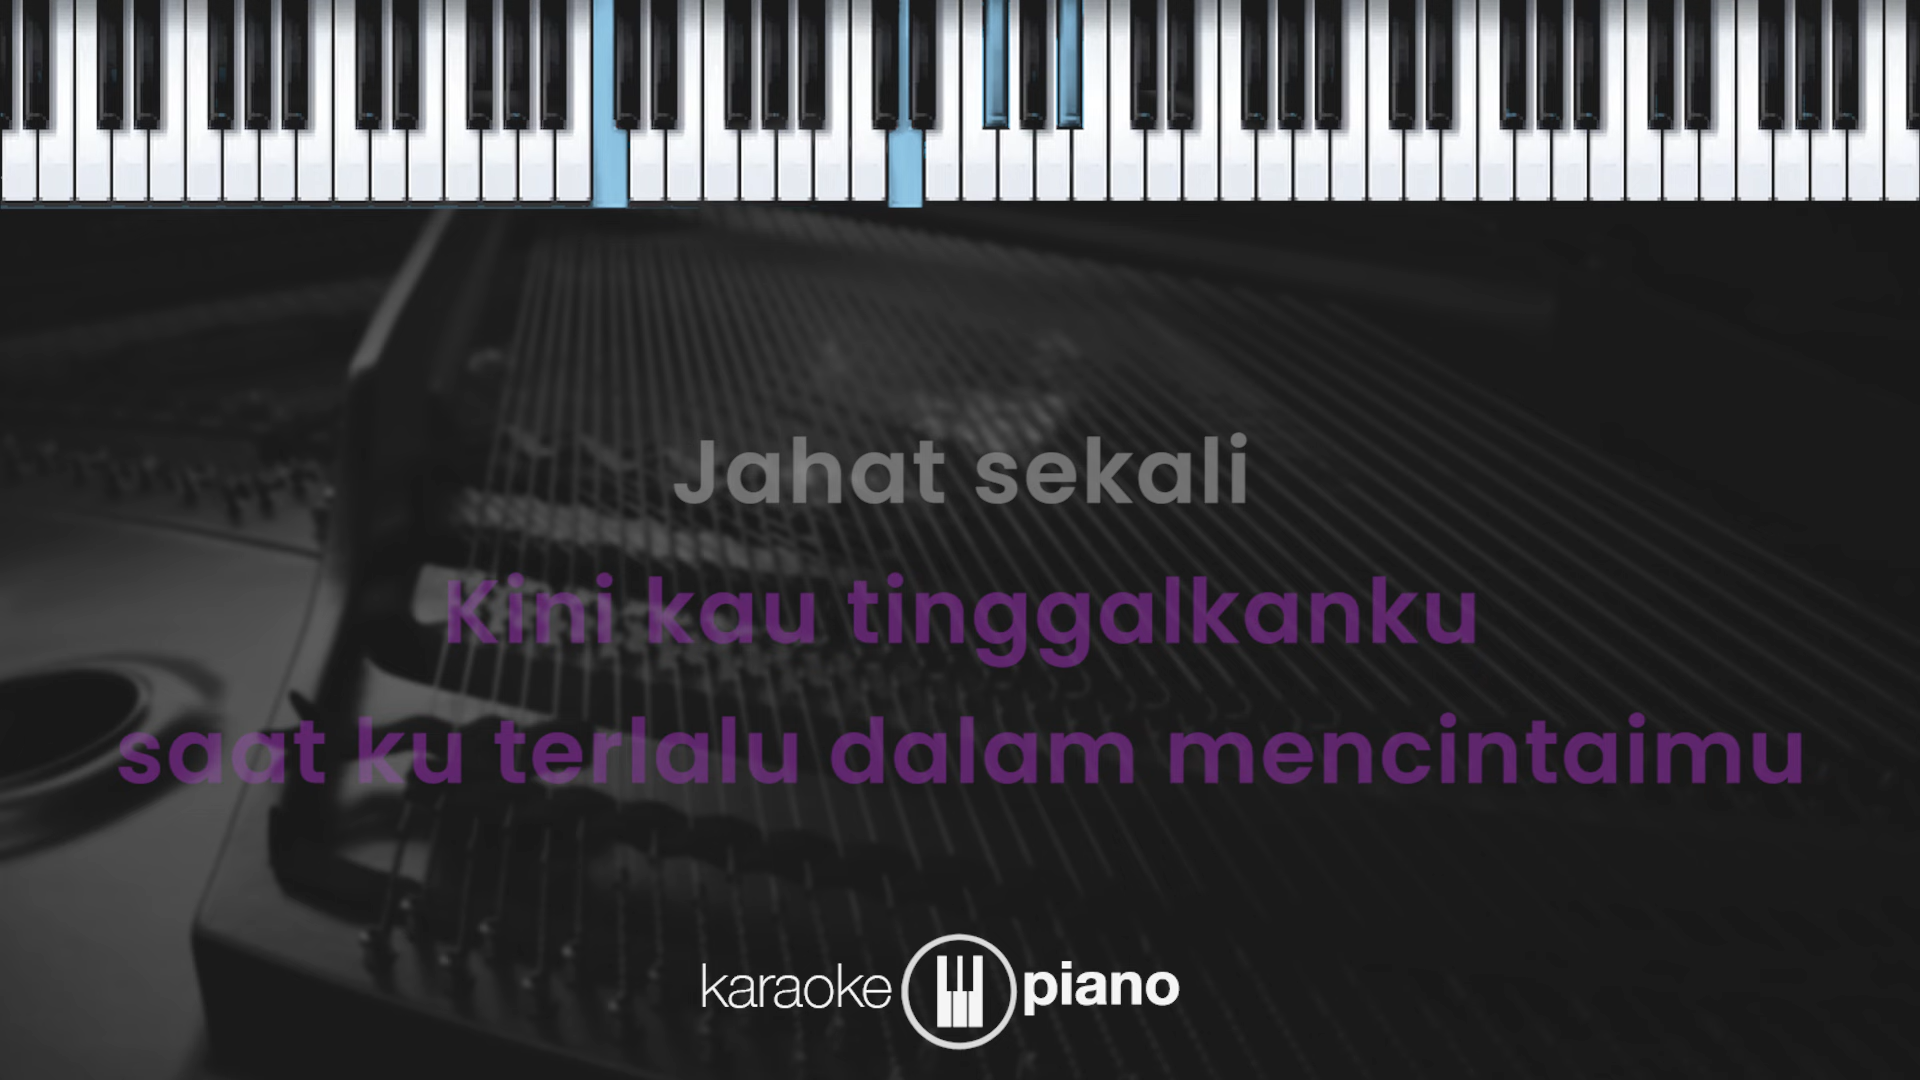 Jahat sekali
Kini kau tinggalkanku
saat ku terlalu dalam mencintaimu
karaoke piano